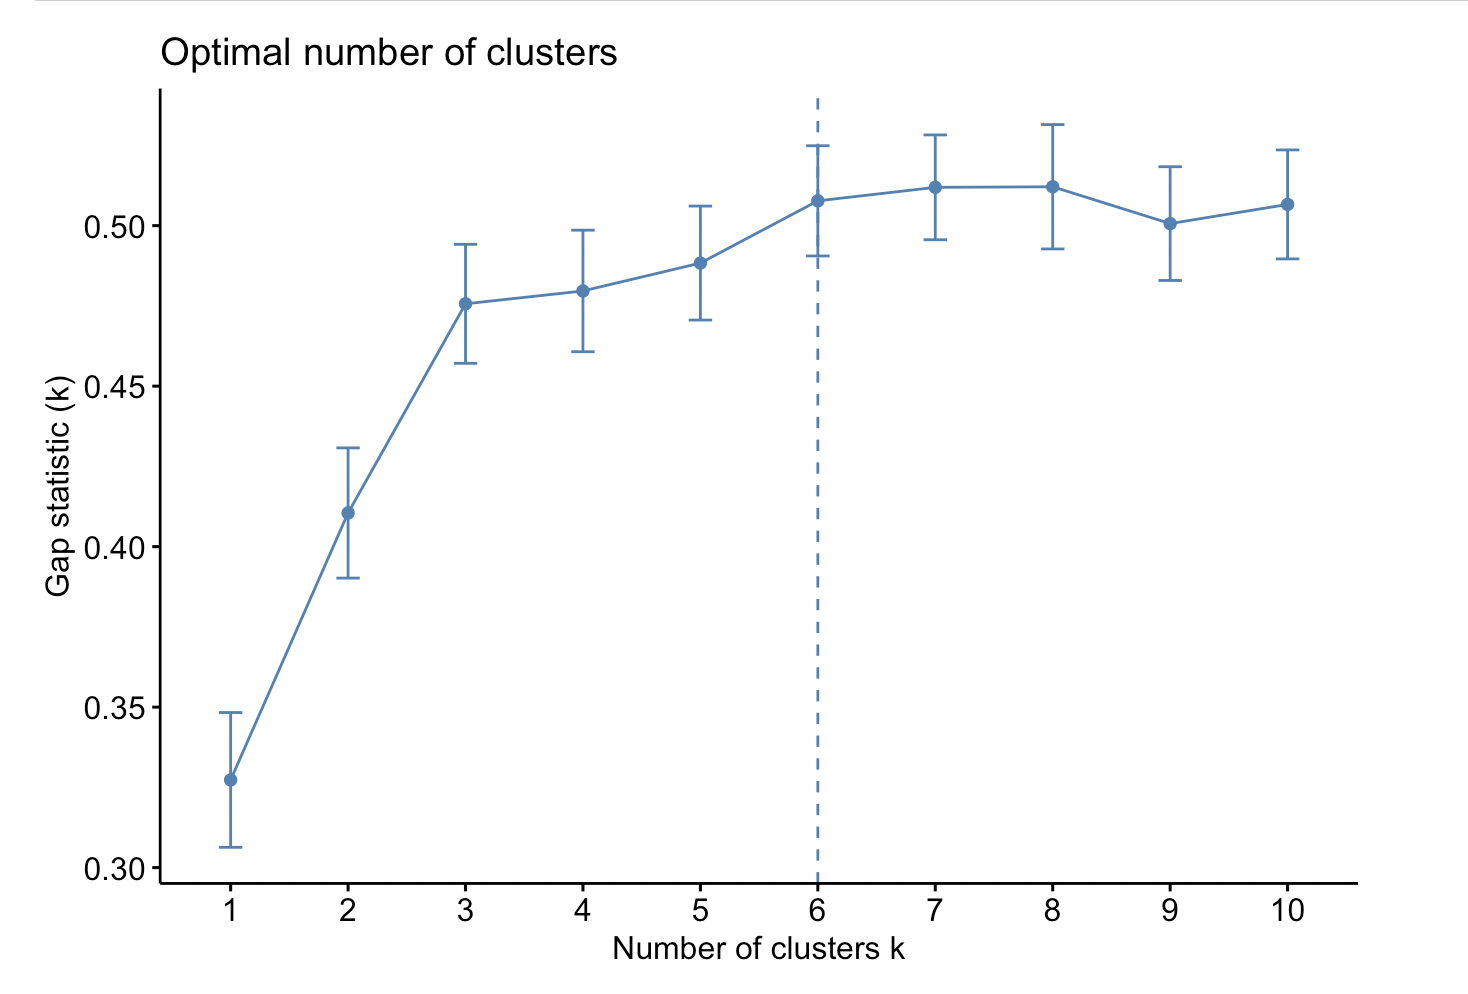 Optimal number of clusters
Gap statistic (k)
0.50
0.45
0.40
0.35
0.30
1 2 3 4 5 6 7 8 9 10
Number of clusters k